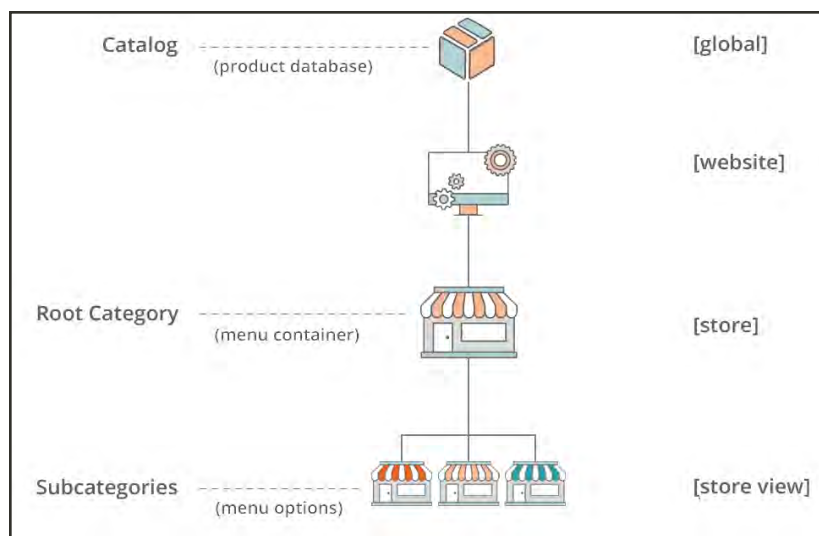 Catalog
(product database)
[global]
[website]
Root Category
(menu container)
[store]
Subcategories
(menu options)
[store view]